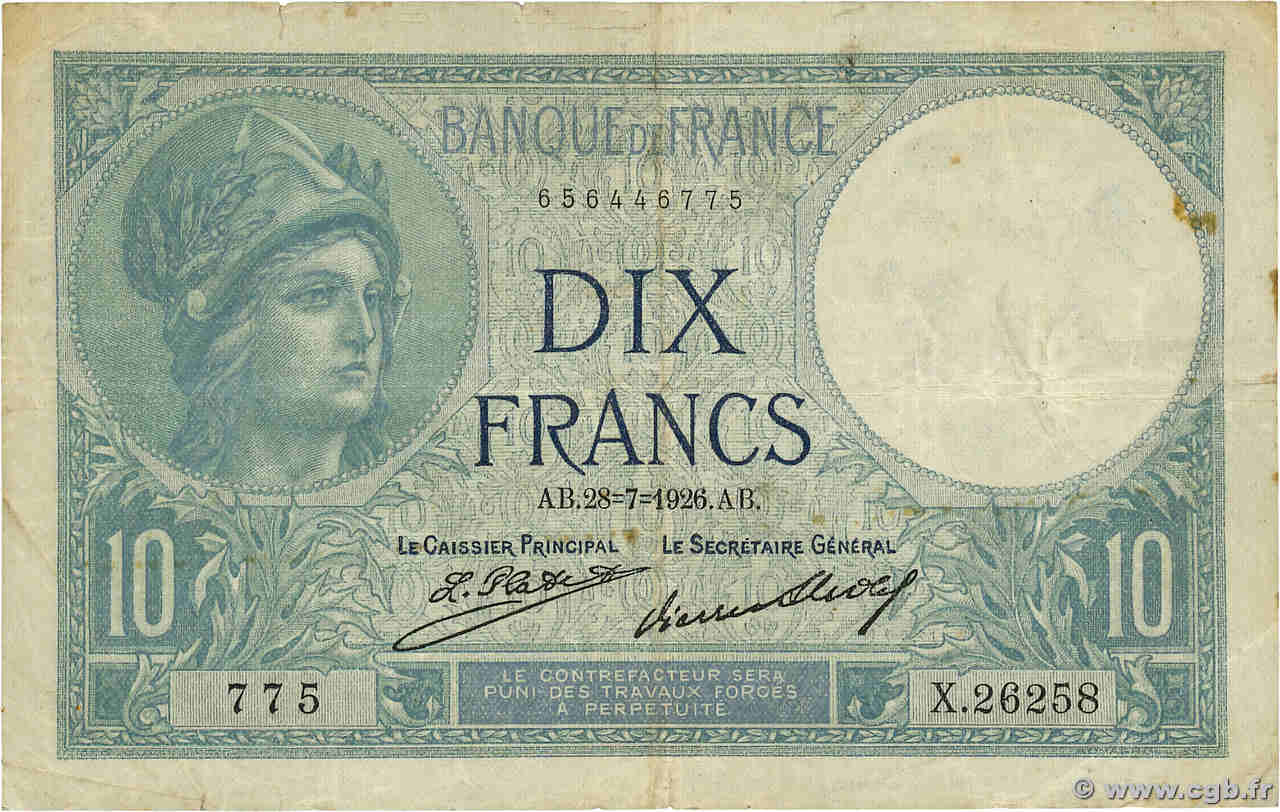 BANQUE DE FRANCE
656446775
DIX
FRANCS
AB.28=7=1926.AB.
LE CAISSIER PRINCIPAL LE SECRÉTAIRE GÉNÉRAL
L. Platet
10 10
LE CONTREFACTEUR SERA
PUNI DES TRAVAUX FORCÉS
À PERPÉTUITÉ
775 X.26258
© www.cgb.fr